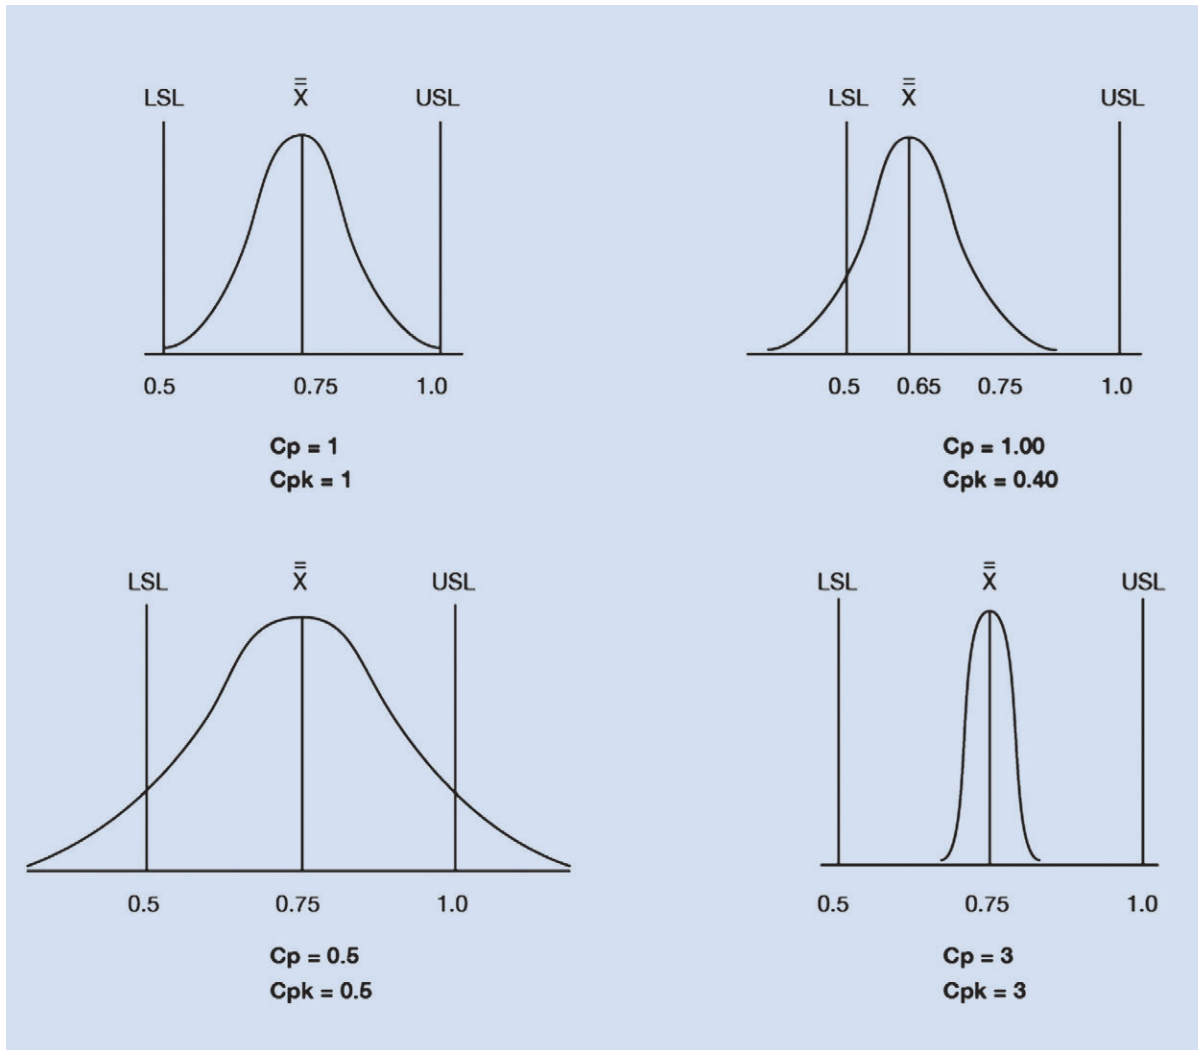 LSL X̿ USL
0.5 0.75 1.0
Cp = 1
Cpk = 1
LSL X̿ USL
0.5 0.65 0.75 1.0
Cp = 1.00
Cpk = 0.40
LSL X̿ USL
0.5 0.75 1.0
Cp = 0.5
Cpk = 0.5
LSL X̿ USL
0.5 0.75 1.0
Cp = 3
Cpk = 3